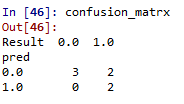 In [46]: confusion_matrx
Out[46]:
Result  0.0  1.0
pred
0.0       3    2
1.0       0    2